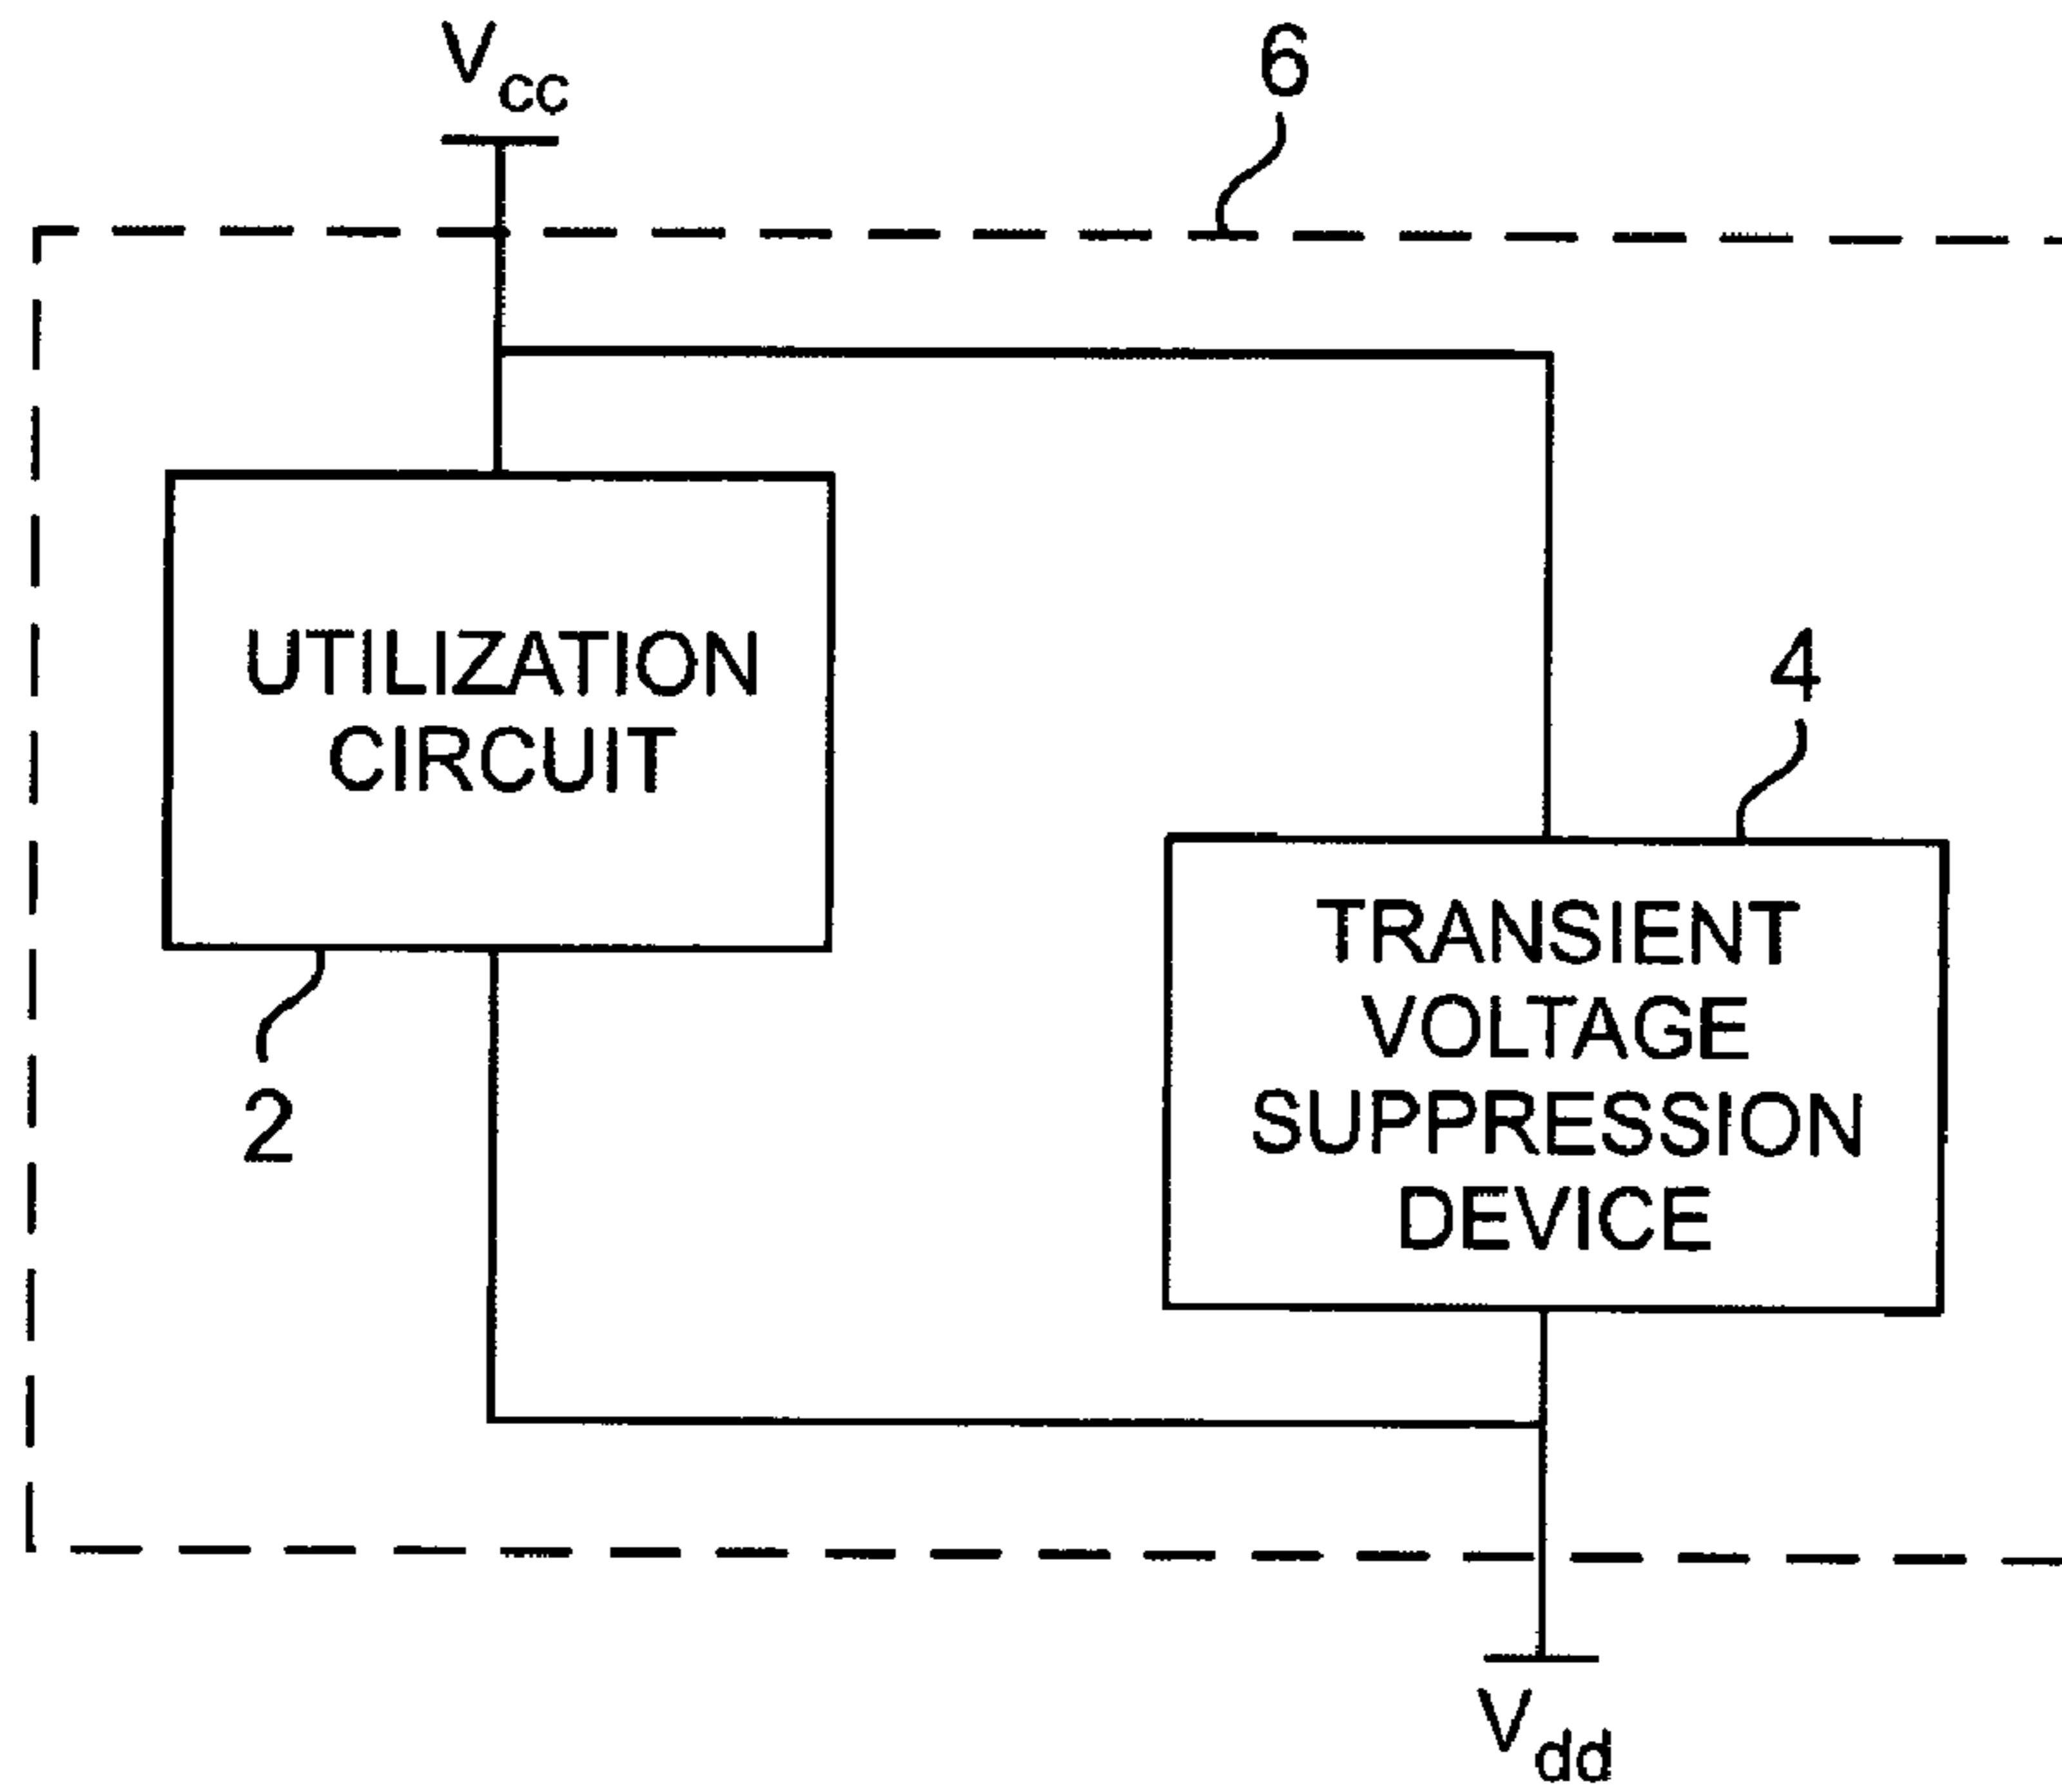 Vcc
6
UTILIZATION
CIRCUIT
4
TRANSIENT
VOLTAGE
SUPPRESSION
DEVICE
2
Vdd